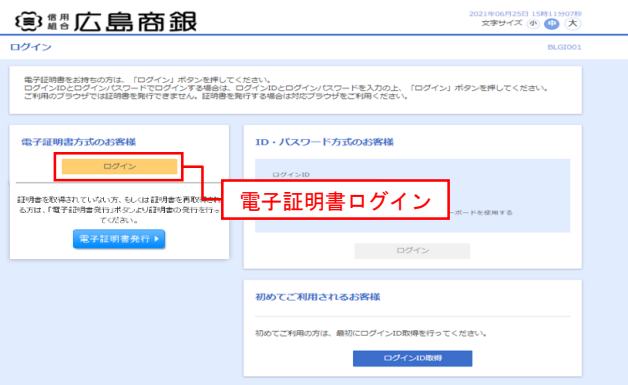 信用組合広島商銀
2021年06月25日 11時11分07秒
文字サイズ 小 中 大
ログイン
BLGI001
電子証明書をお持ちの方は、「ログイン」ボタンを押してください。
ログインIDとログインパスワードでログインする場合は、ログインIDとログインパスワードを入力の上、「ログイン」ボタンを押してください。
ご利用のブラウザでは証明書を発行できません。証明書を発行する場合は対応ブラウザをご利用ください。
電子証明書方式のお客様
ログイン
証明書を取得されていない方、もしくは証明書を再取得され
る方は、「電子証明書発行」ボタンより証明書の発行を行っ
てください。
電子証明書発行
ID・パスワード方式のお客様
ログインID
電子証明書ログイン
ーボードを使用する
ログイン
初めてご利用されるお客様
初めてご利用の方は、最初にログインID取得を行ってください。
ログインID取得